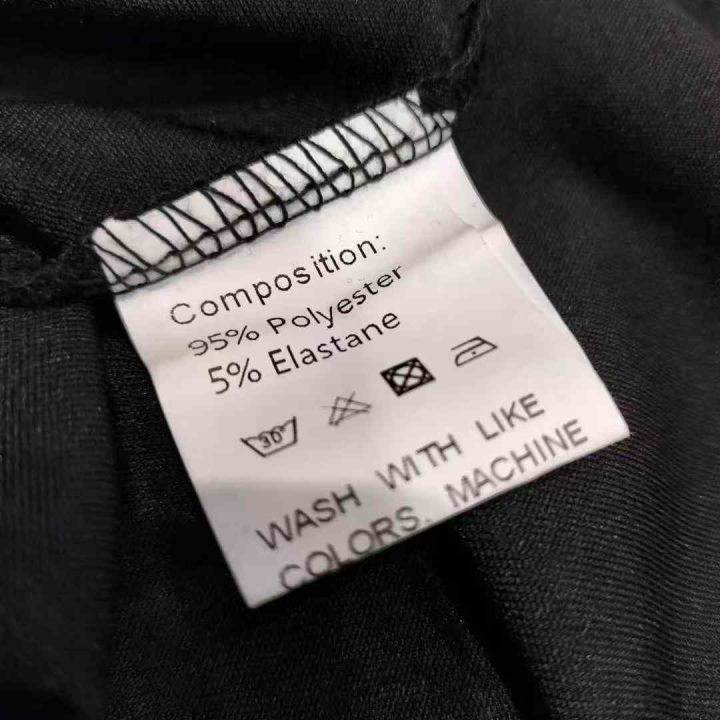 Composition:
95% Polyester
5% Elastane
30°
WASH WITH LIKE
COLORS. MACHINE